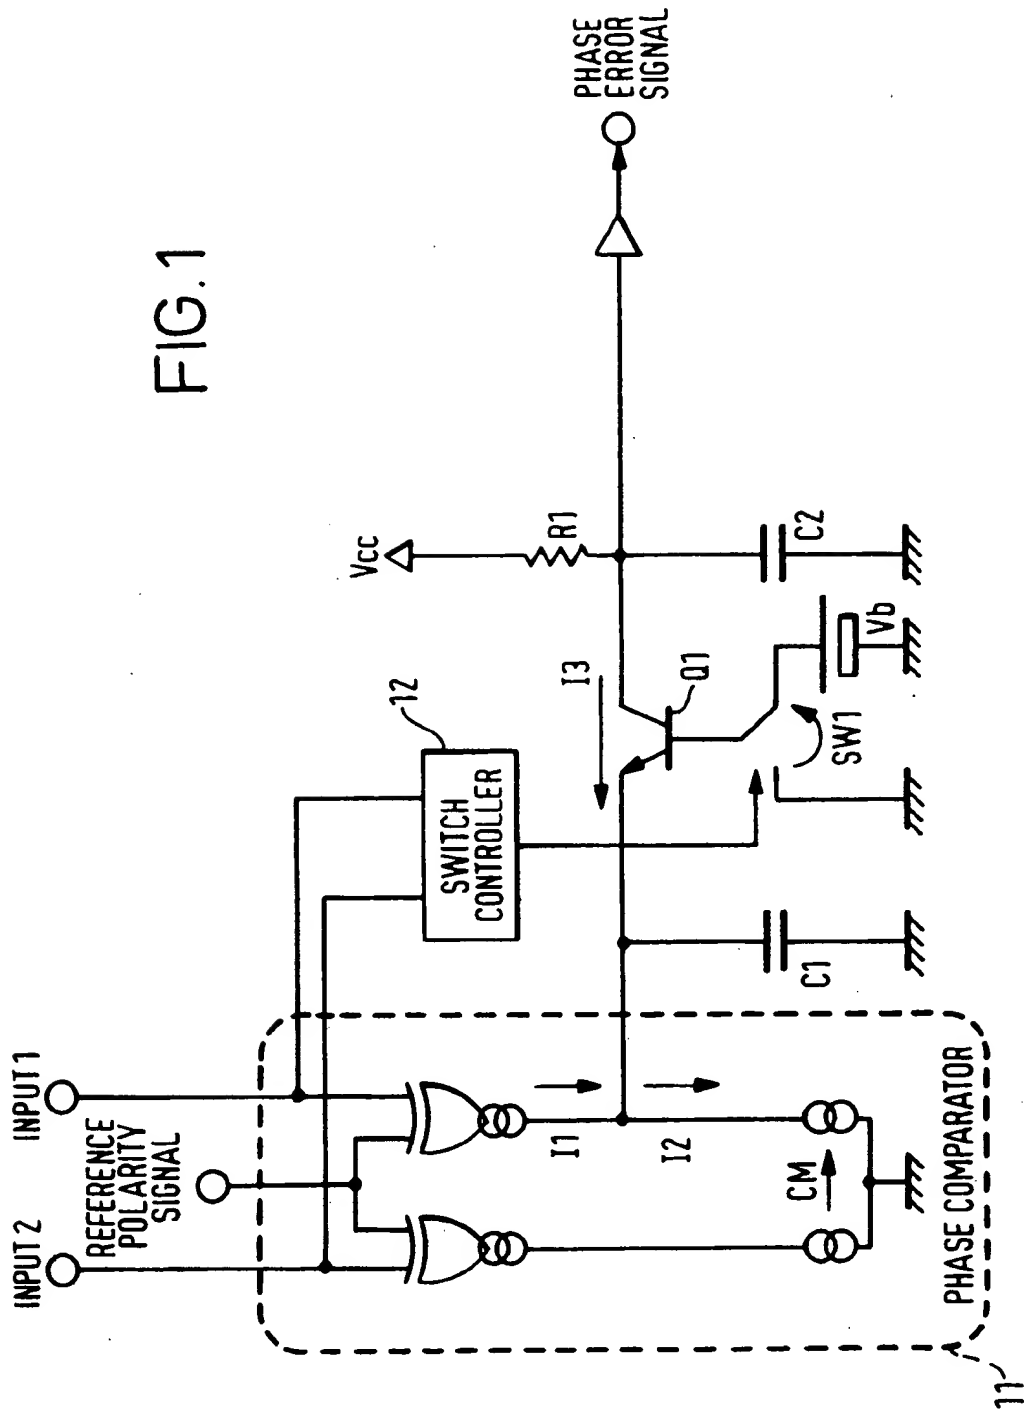 FIG. 1
INPUT 1
REFERENCE
POLARITY
SIGNAL
INPUT 2
12
SWITCH
CONTROLLER
Vcc
R1
I3
Q1
SW1
Vb
C2
C1
I1
I2
CM
PHASE COMPARATOR
11
PHASE
ERROR
SIGNAL